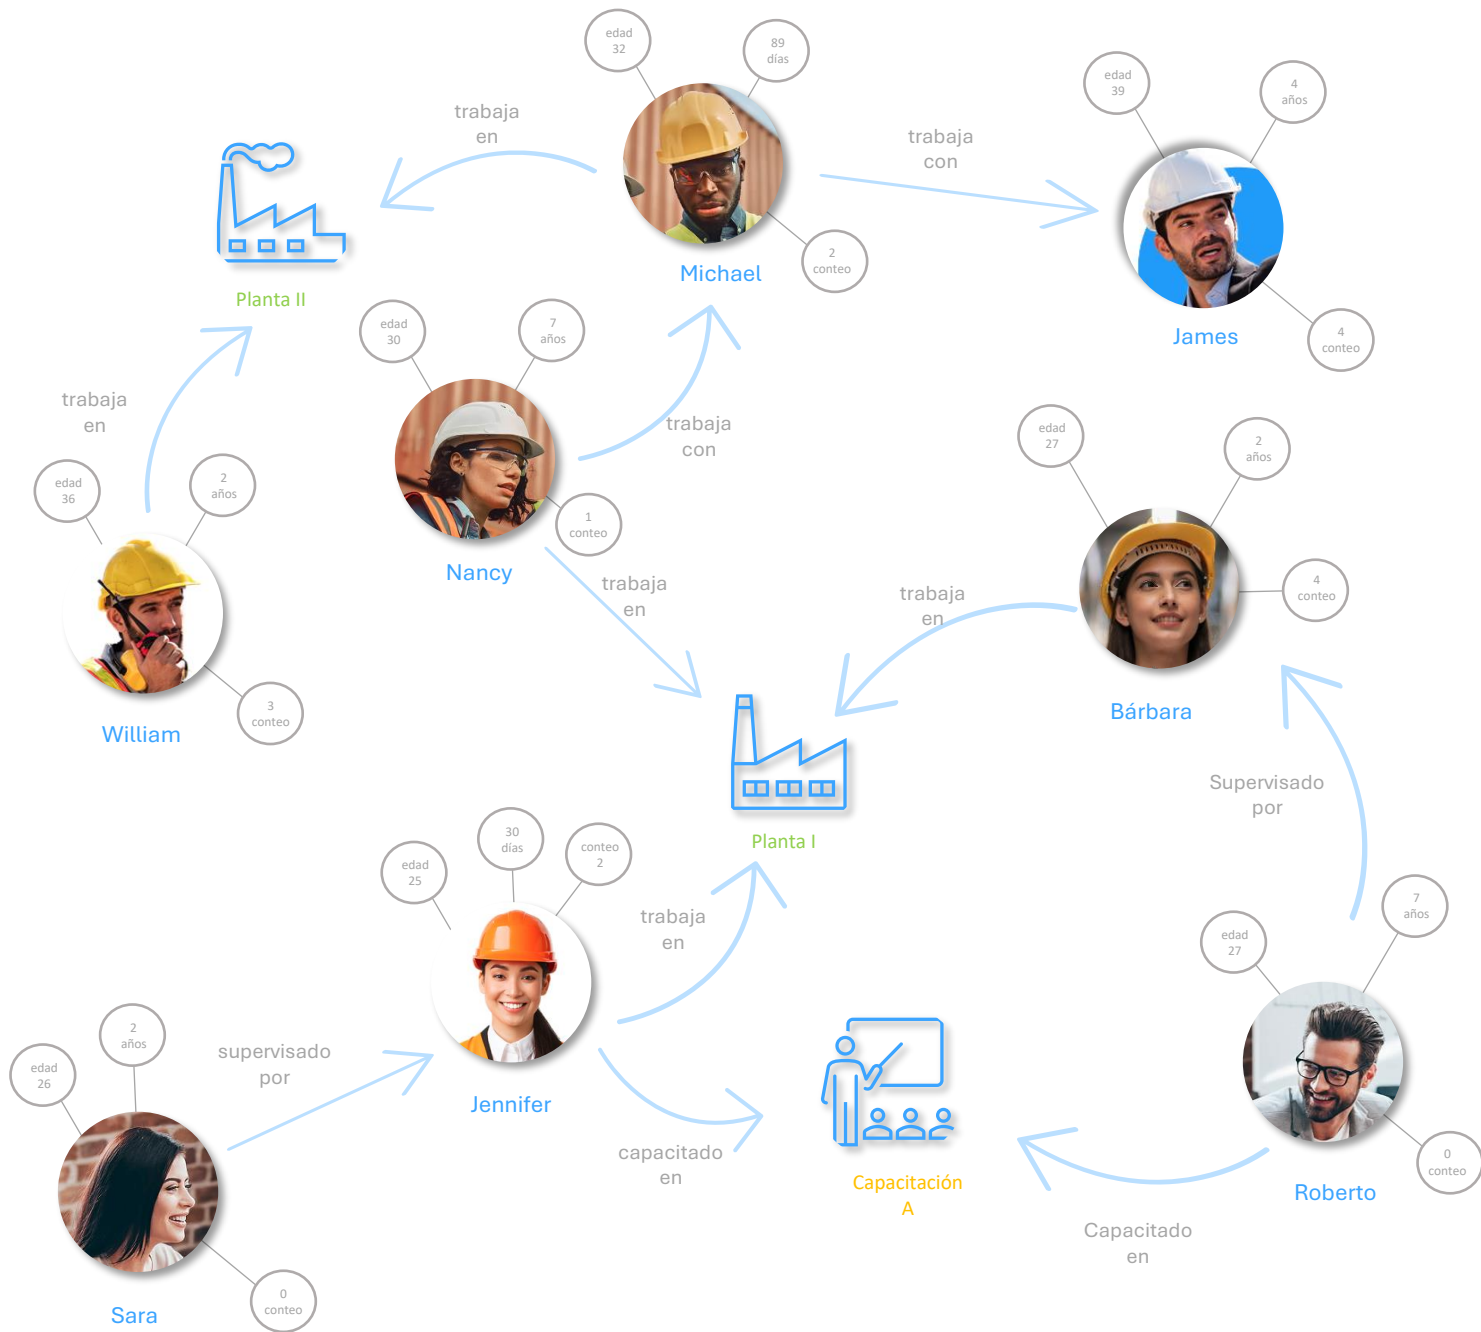 edad
32
89
días
edad
39
4
años
trabaja
en
trabaja
con
2
conteo
Michael
Planta II
edad
30
7
años
James
4
conteo
trabaja
en
trabaja
con
edad
27
2
años
edad
36
2
años
1
conteo
Nancy
trabaja
en
trabaja
en
4
conteo
3
conteo
William
Bárbara
Supervisado
por
Planta I
30
días
conteo
2
edad
25
trabaja
en
7
años
edad
27
2
años
edad
26
supervisado
por
Jennifer
capacitado
en
Capacitación
A
0
conteo
Roberto
Capacitado
en
0
conteo
Sara